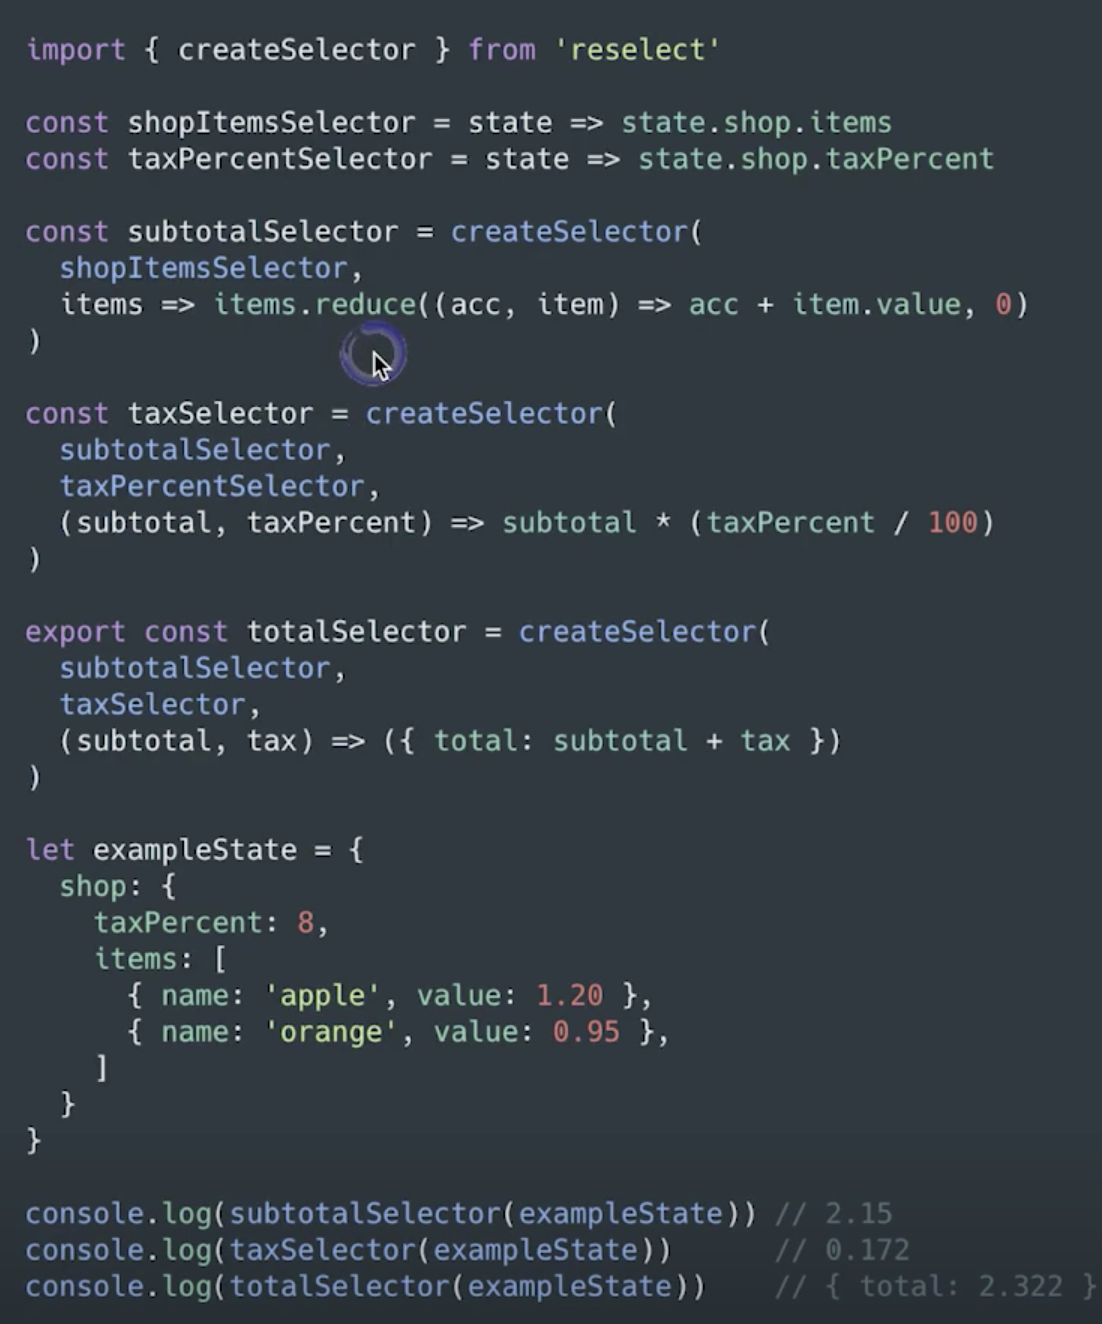 import { createSelector } from 'reselect'

const shopItemsSelector = state => state.shop.items
const taxPercentSelector = state => state.shop.taxPercent

const subtotalSelector = createSelector(
  shopItemsSelector,
  items => items.reduce((acc, item) => acc + item.value, 0)
)

const taxSelector = createSelector(
  subtotalSelector,
  taxPercentSelector,
  (subtotal, taxPercent) => subtotal * (taxPercent / 100)
)

export const totalSelector = createSelector(
  subtotalSelector,
  taxSelector,
  (subtotal, tax) => ({ total: subtotal + tax })
)

let exampleState = {
  shop: {
    taxPercent: 8,
    items: [
      { name: 'apple', value: 1.20 },
      { name: 'orange', value: 0.95 },
    ]
  }
}

console.log(subtotalSelector(exampleState)) // 2.15
console.log(taxSelector(exampleState))      // 0.172
console.log(totalSelector(exampleState))    // { total: 2.322 }